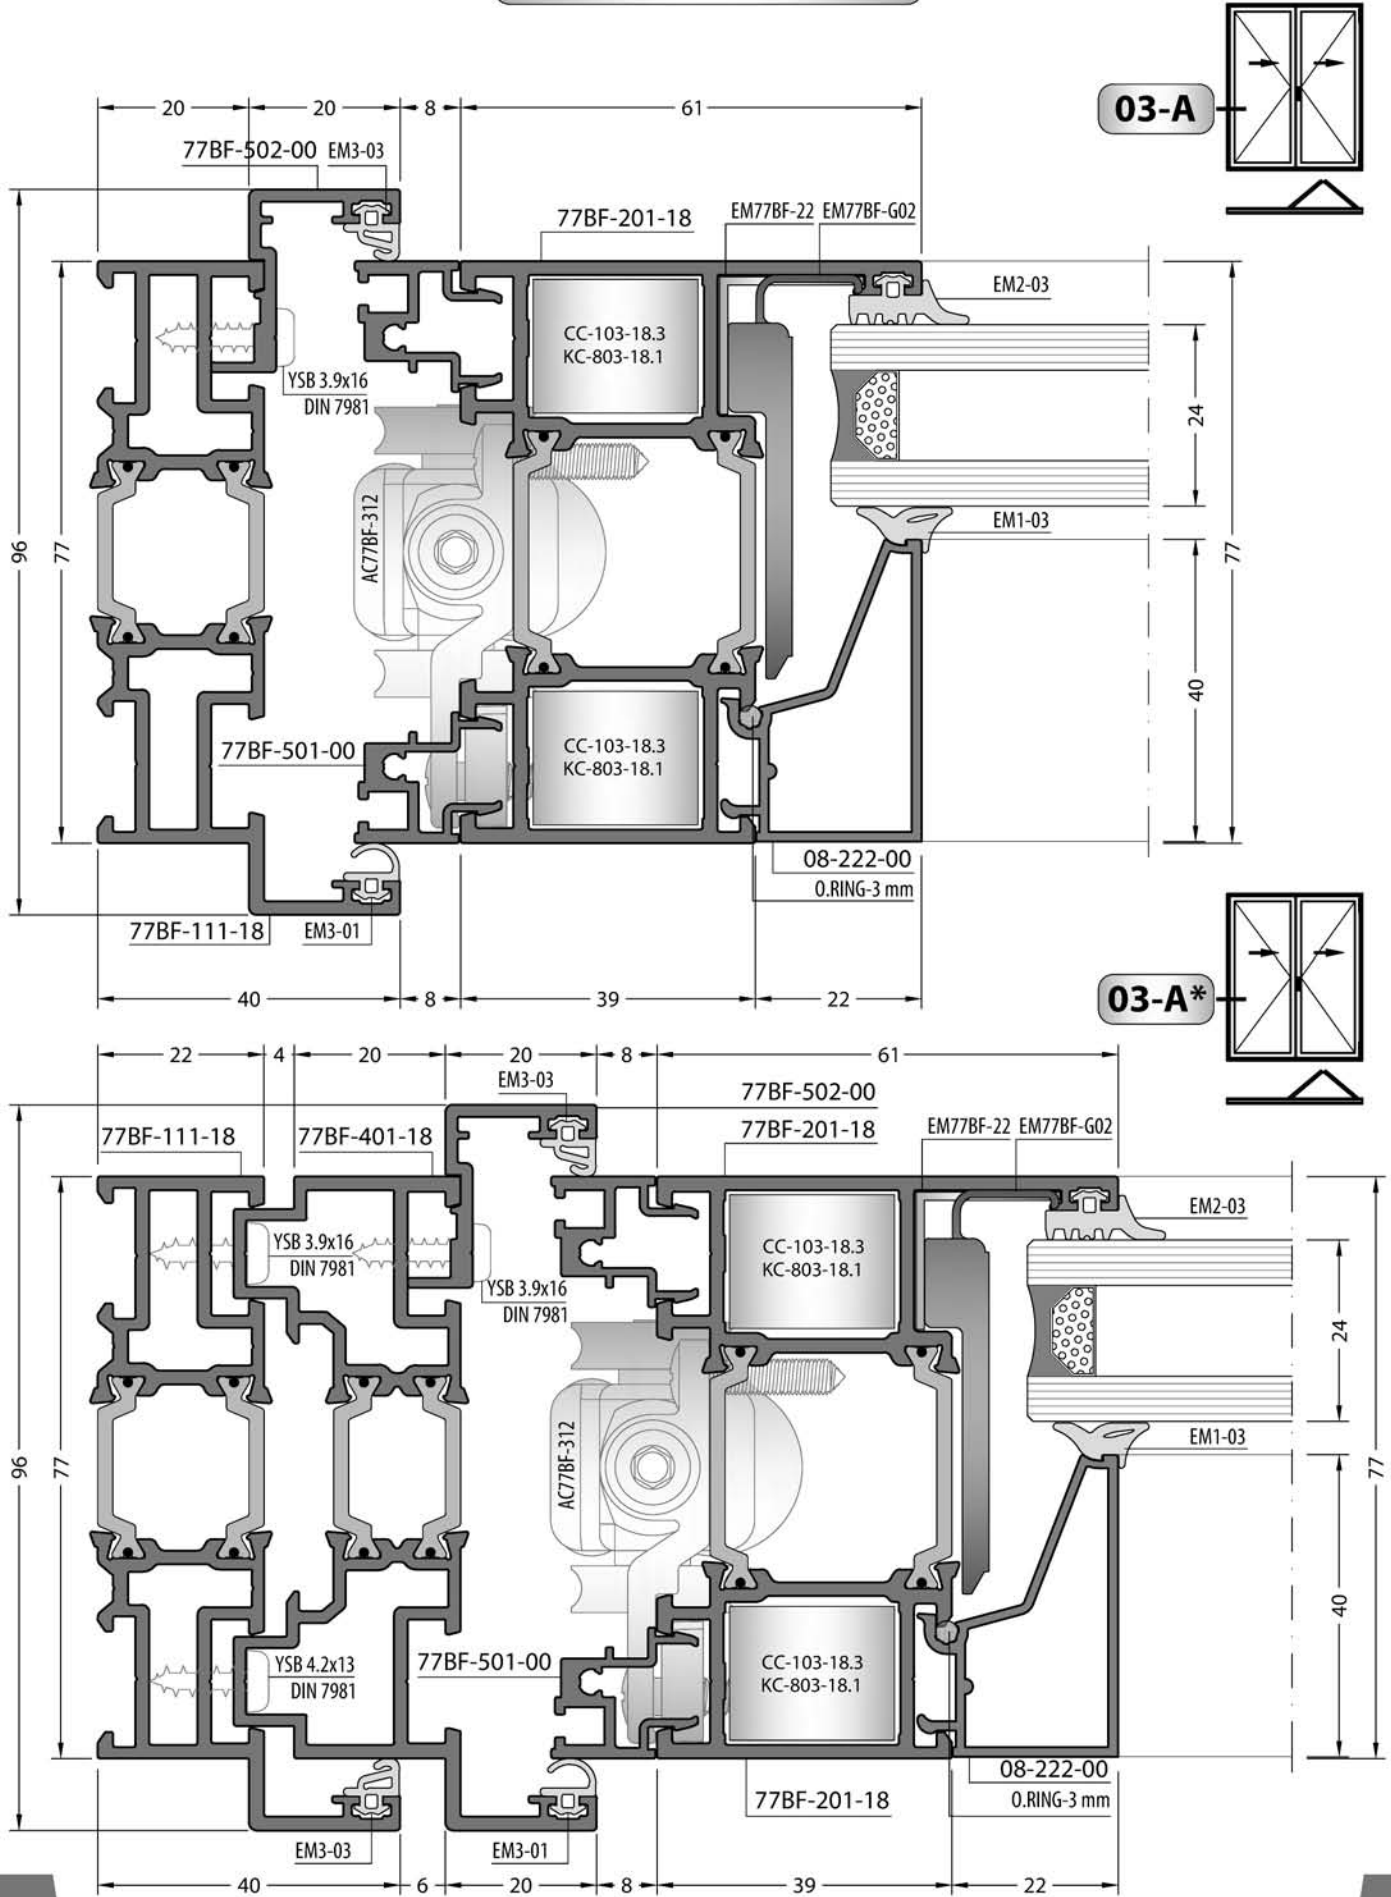 03-A
20
20
8
61
77BF-502-00
EM3-03
77BF-201-18
EM77BF-22
EM77BF-G02
EM2-03
CC-103-18.3
KC-803-18.1
YSB 3.9x16
DIN 7981
24
AC77BF-312
EM1-03
96
77
77
40
77BF-501-00
CC-103-18.3
KC-803-18.1
08-222-00
O.RING-3 mm
77BF-111-18
EM3-01
40
8
39
22
03-A*
22
4
20
20
8
61
EM3-03
77BF-502-00
77BF-111-18
77BF-401-18
77BF-201-18
EM77BF-22
EM77BF-G02
EM2-03
YSB 3.9x16
DIN 7981
CC-103-18.3
KC-803-18.1
YSB 3.9x16
DIN 7981
24
AC77BF-312
EM1-03
96
77
77
40
YSB 4.2x13
DIN 7981
77BF-501-00
CC-103-18.3
KC-803-18.1
08-222-00
O.RING-3 mm
77BF-201-18
EM3-03
EM3-01
40
6
20
8
39
22